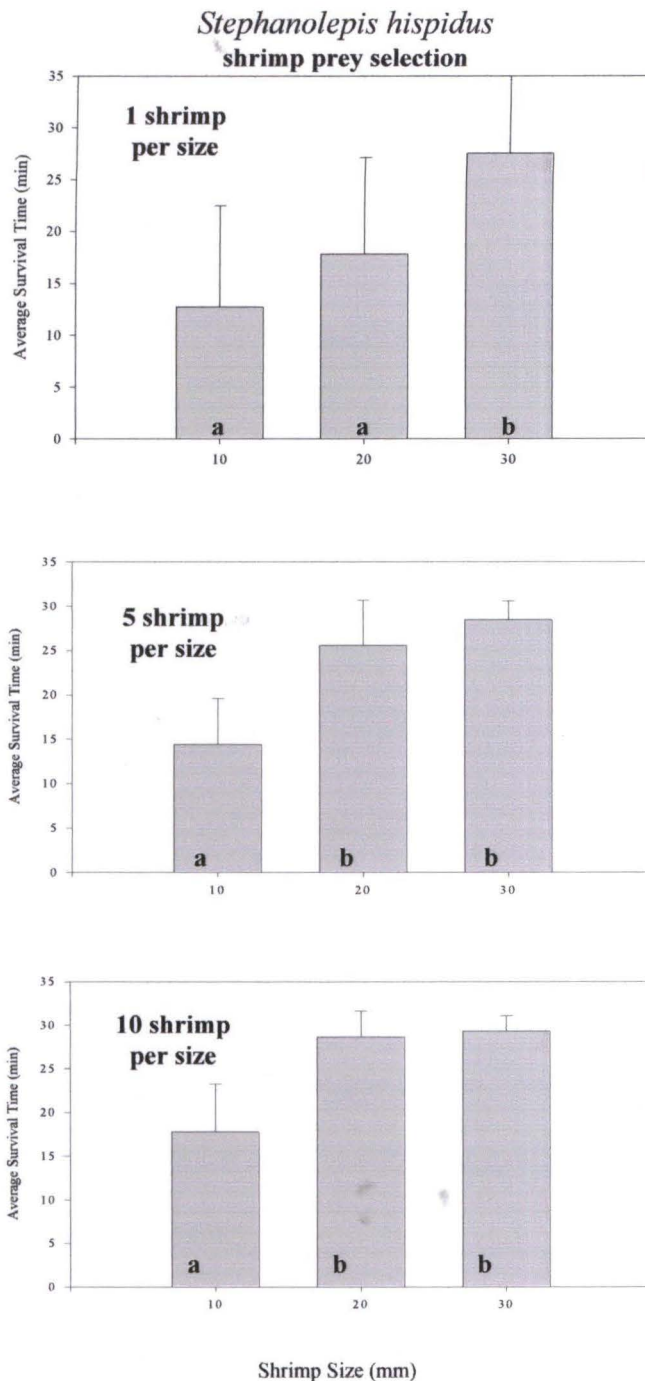 Stephanolepis hispidus
shrimp prey selection
1 shrimp
per size
Average Survival Time (min)
35
30
25
20
15
10
5
0
a
a
b
10
20
30
5 shrimp
per size
Average Survival Time (min)
35
30
25
20
15
10
5
0
a
b
b
10
20
30
10 shrimp
per size
Average Survival Time (min)
35
30
25
20
15
10
5
0
a
b
b
10
20
30
Shrimp Size (mm)